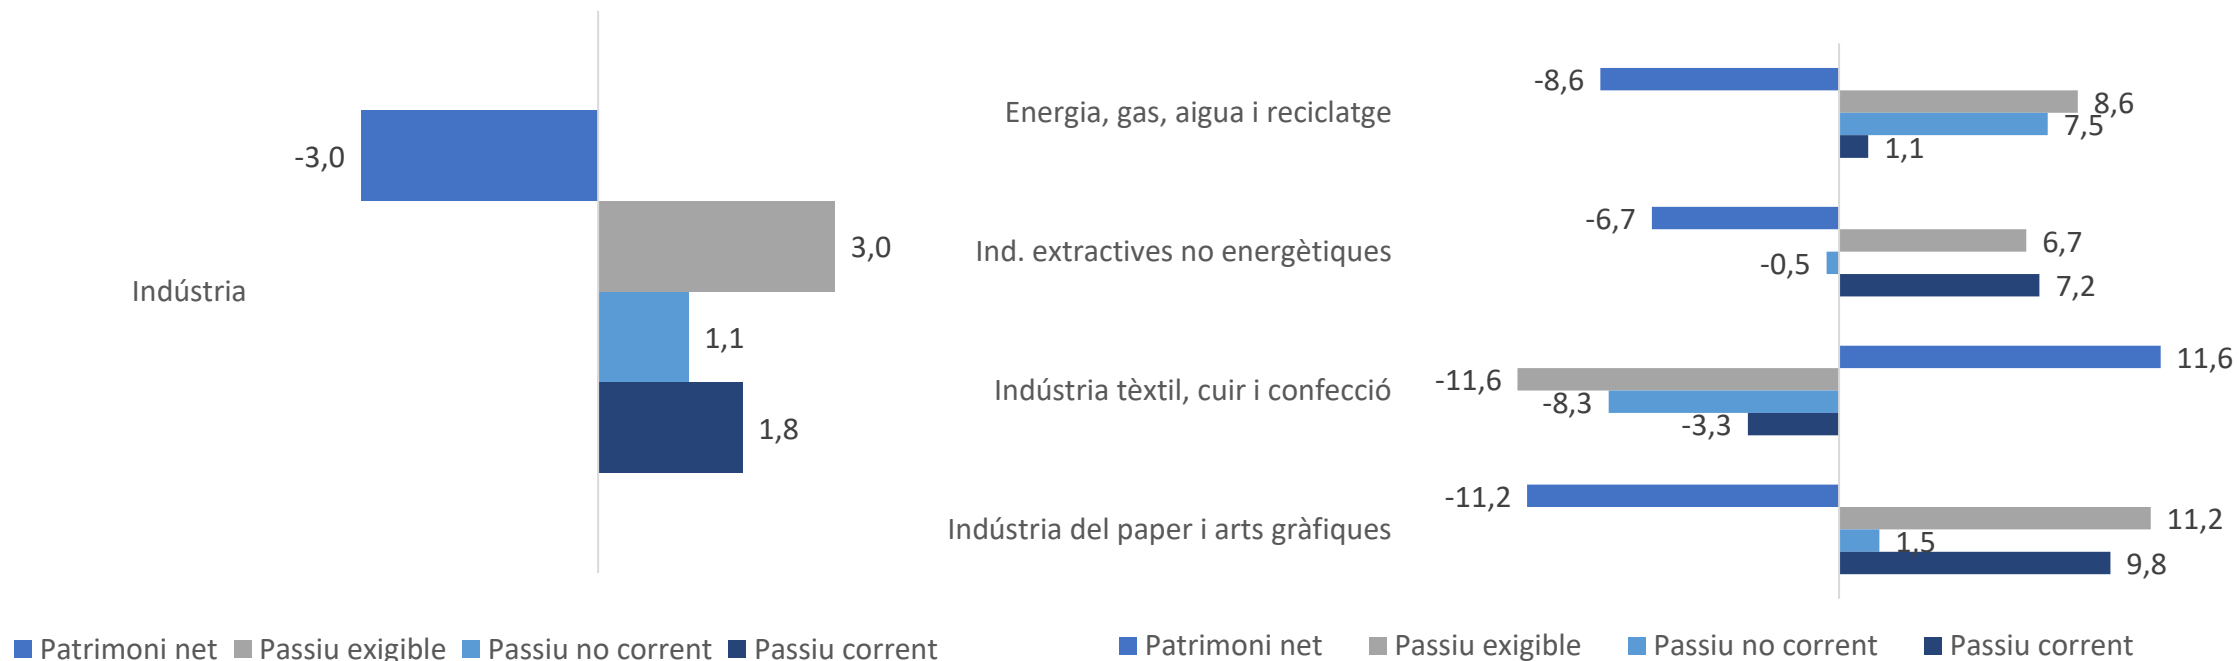 -3,0
3,0
Indústria
1,1
1,8
Patrimoni net Passiu exigible Passiu no corrent Passiu corrent
-8,6
Energia, gas, aigua i reciclatge
8,6
7,5
1,1
-6,7
Ind. extractives no energètiques
6,7
-0,5
7,2
11,6
Indústria tèxtil, cuir i confecció
-11,6
-8,3
-3,3
-11,2
Indústria del paper i arts gràfiques
11,2
1,5
9,8
Patrimoni net Passiu exigible Passiu no corrent Passiu corrent